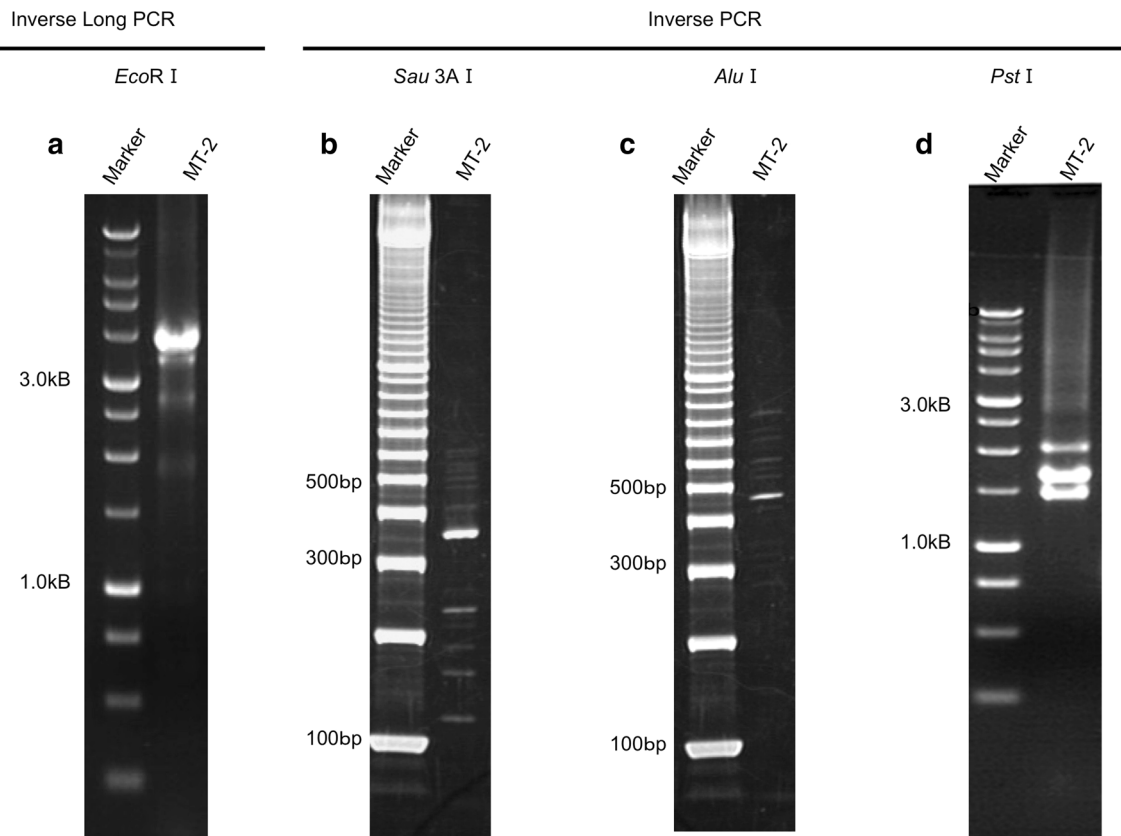 Inverse Long PCR
Inverse PCR
EcoR I
Sau 3A I
Alu I
Pst I
a
Marker
MT-2
b
Marker
MT-2
c
Marker
MT-2
d
Marker
MT-2
3.0kB
1.0kB
500bp
300bp
100bp
500bp
300bp
100bp
3.0kB
1.0kB